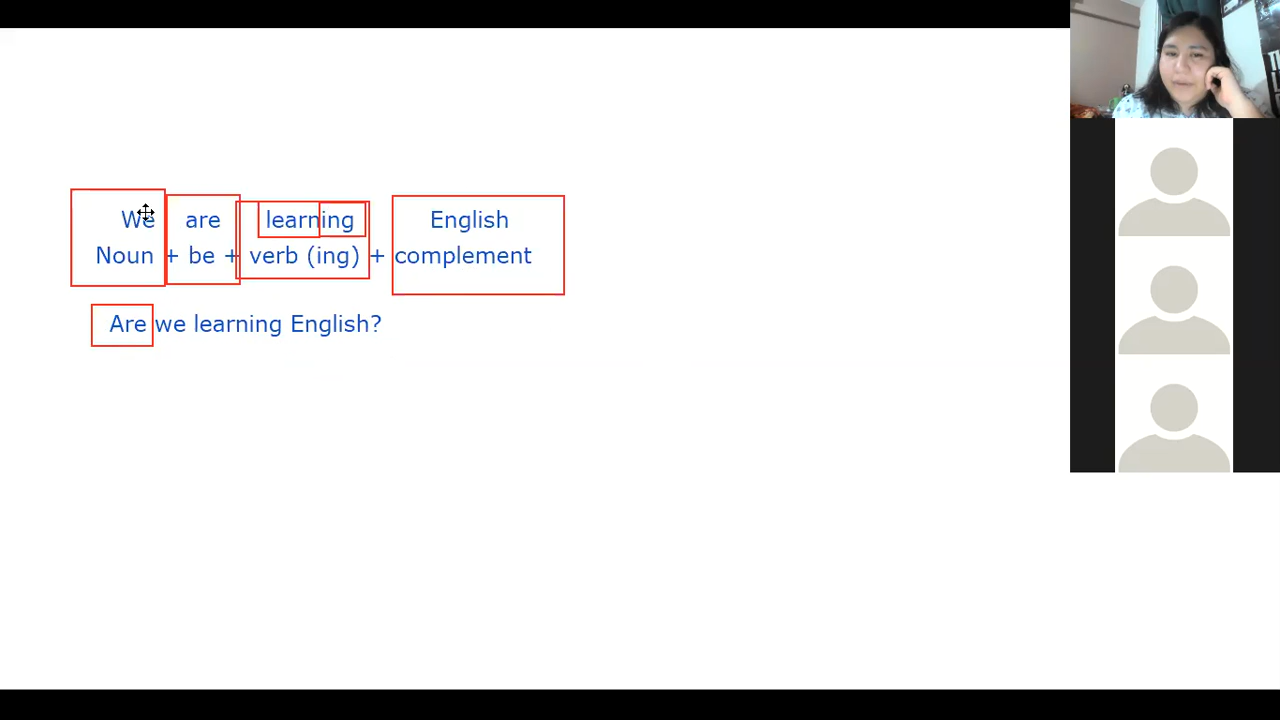 We are learning English
Noun + be + verb (ing) + complement
Are we learning English?